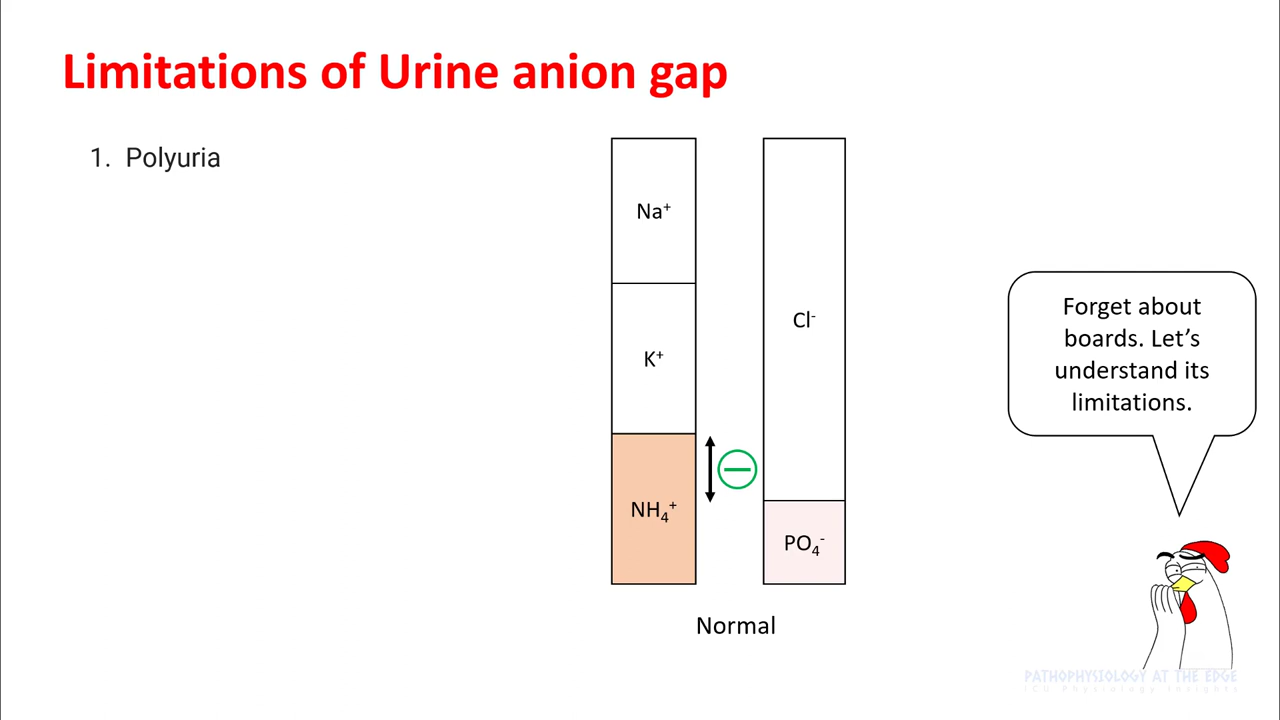 Limitations of Urine anion gap
1. Polyuria
Na⁺
K⁺
NH₄⁺
Cl⁻
PO₄⁻
Normal
Forget about
boards. Let’s
understand its
limitations.
PATHOPHYSIOLOGY AT THE EDGE
ICU Physiology Insights